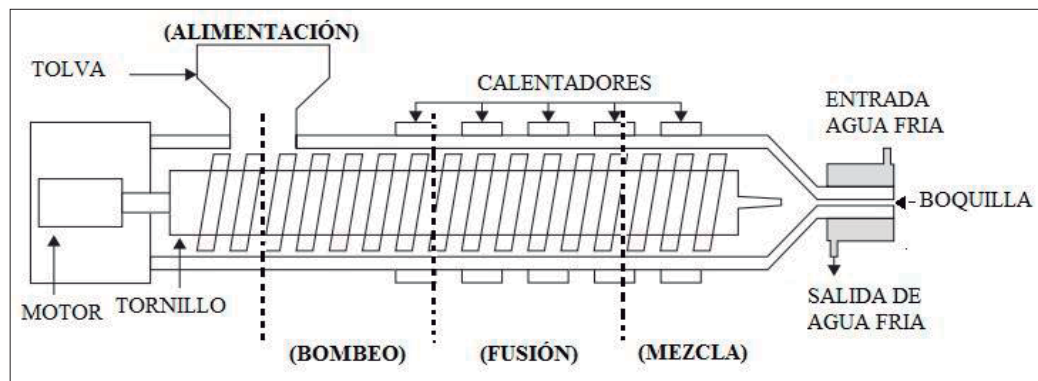 (ALIMENTACIÓN)
TOLVA
CALENTADORES
ENTRADA
AGUA FRIA
BOQUILLA
MOTOR
TORNILLO
SALIDA DE
AGUA FRIA
(BOMBEO)
(FUSIÓN)
(MEZCLA)